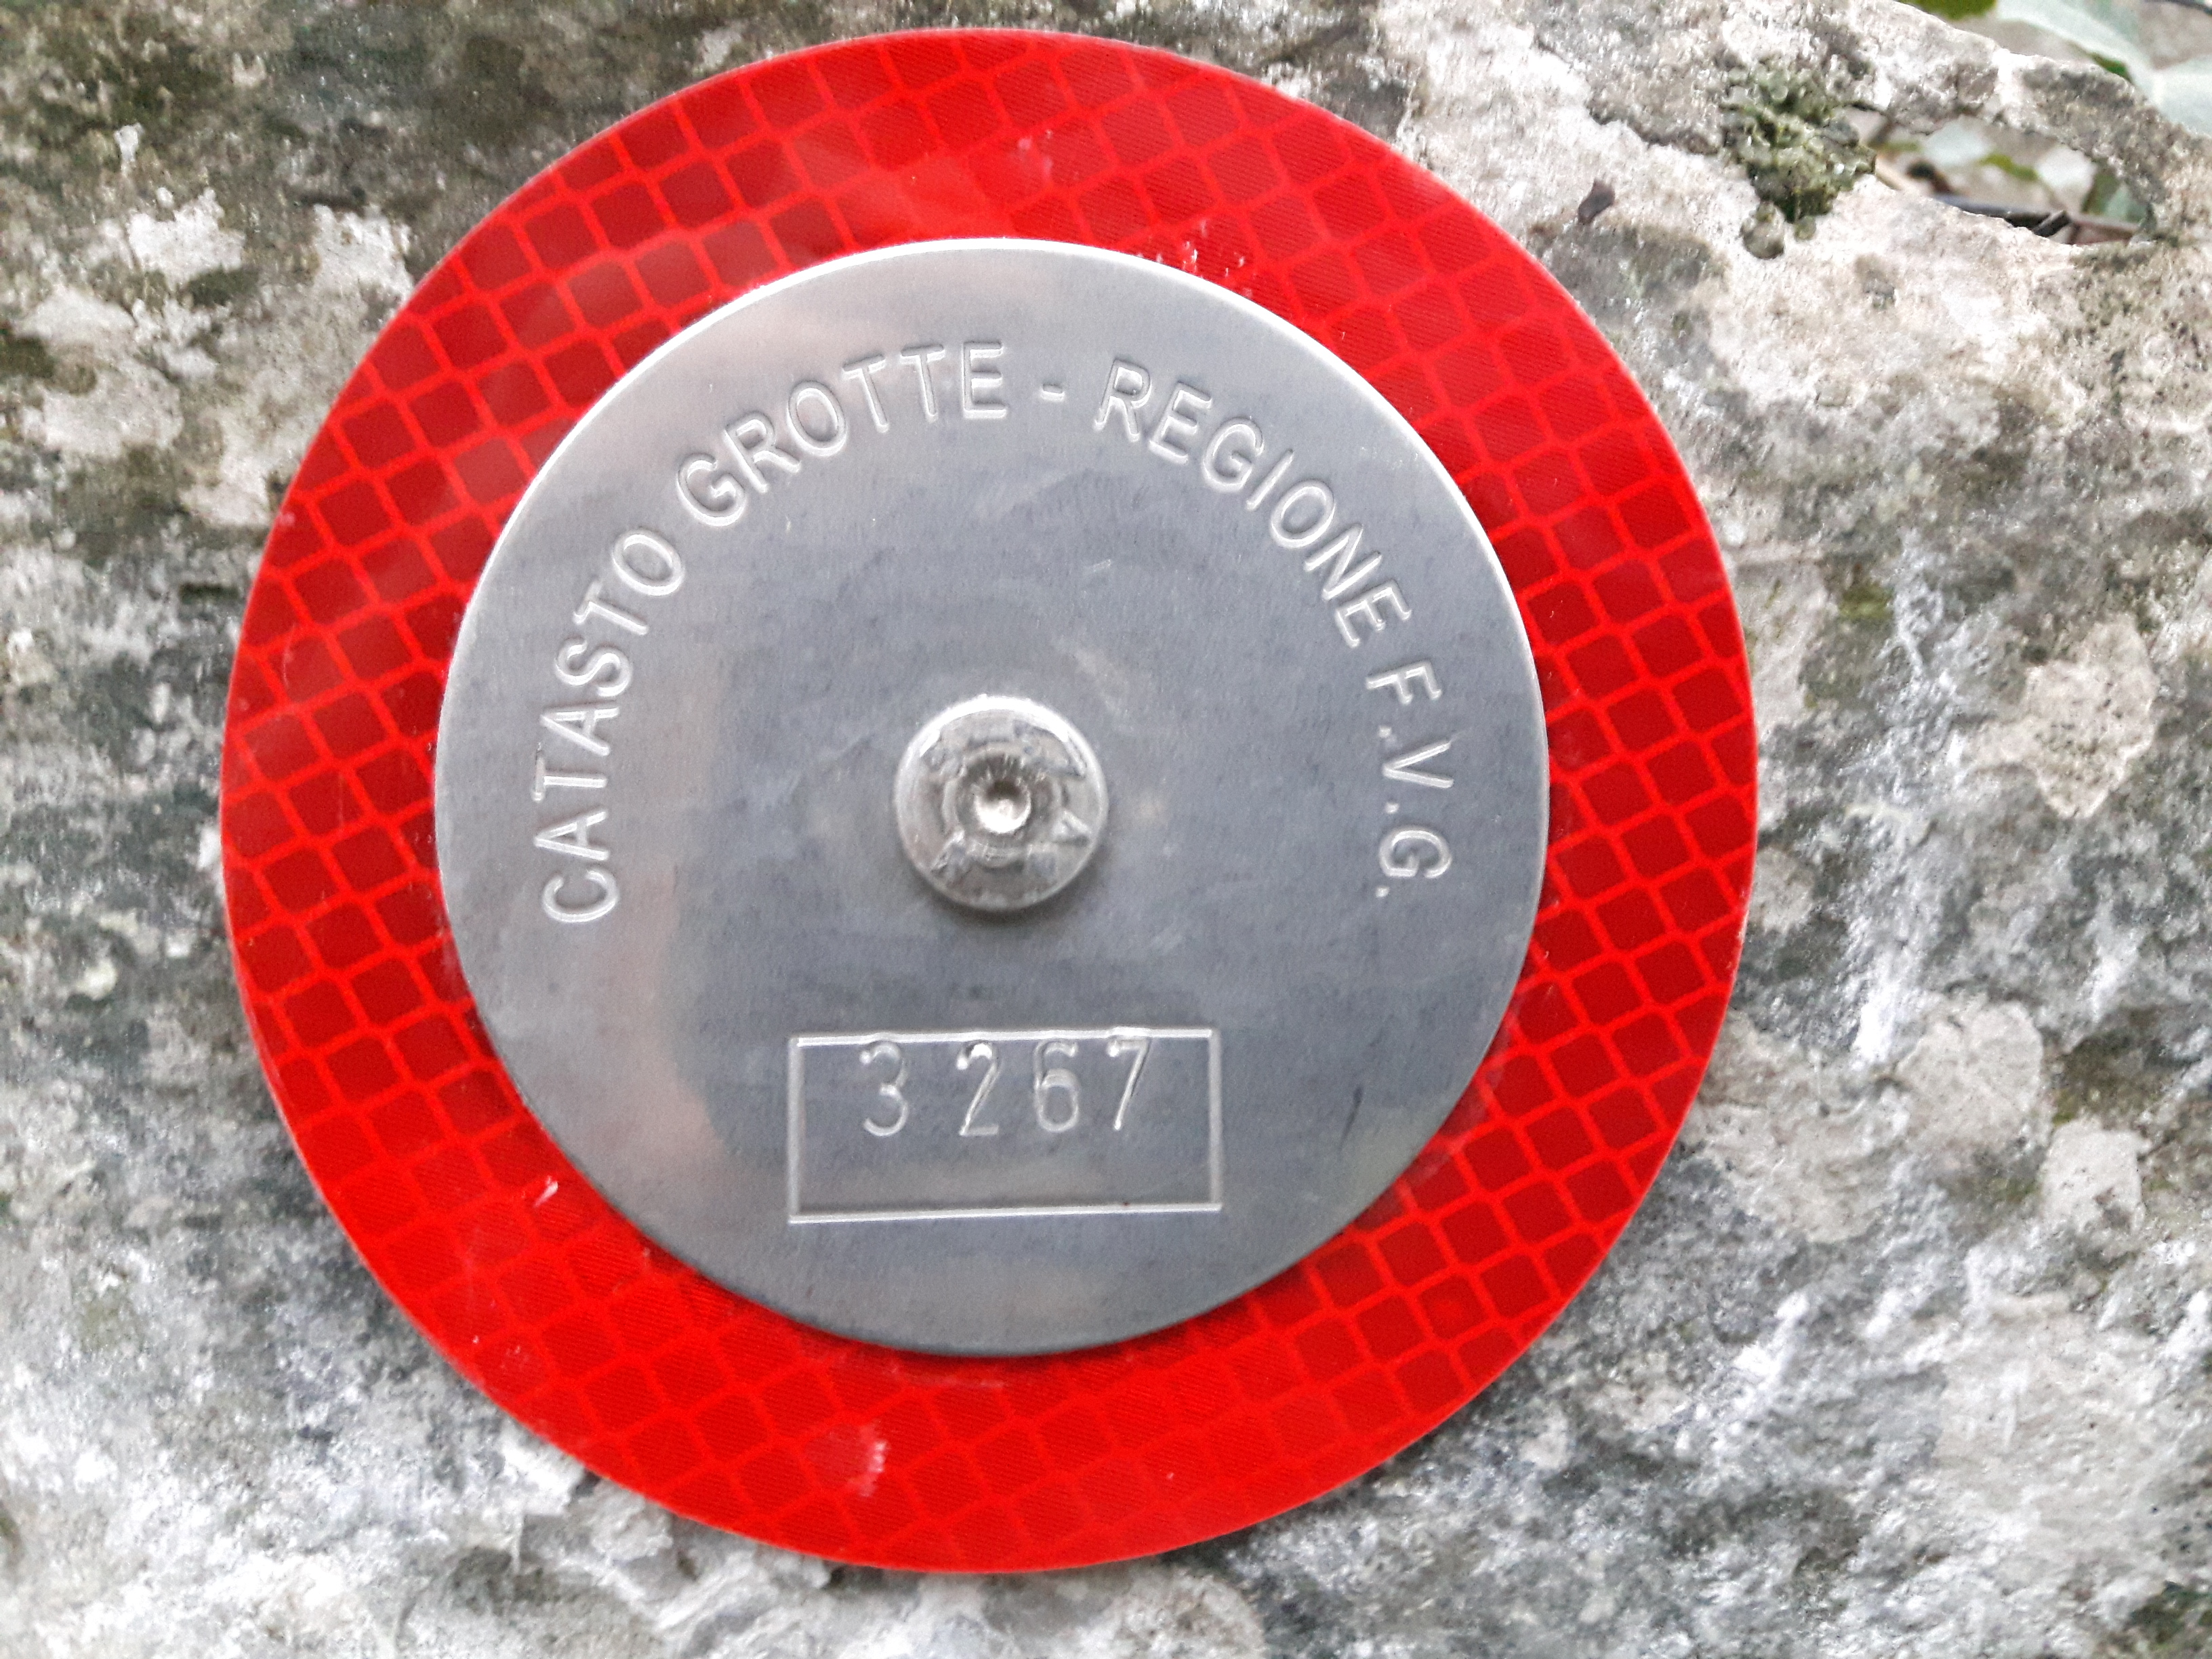 CATASTO GROTTE - REGIONE F.V.G.
3267